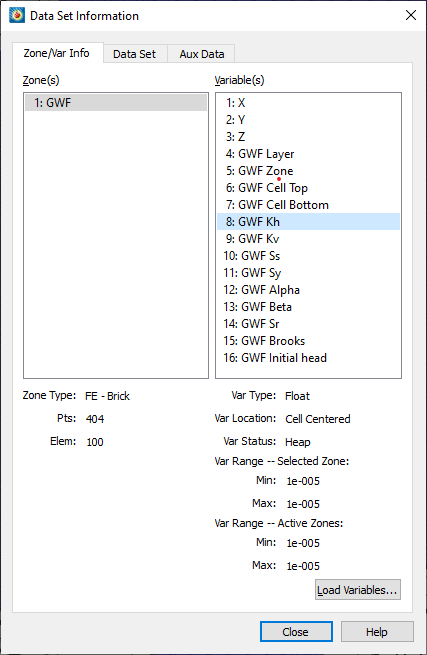 Data Set Information
Zone/Var Info
Data Set
Aux Data
Zone(s)
1: GWF
Variable(s)
1: X
2: Y
3: Z
4: GWF Layer
5: GWF Zone
6: GWF Cell Top
7: GWF Cell Bottom
8: GWF Kh
9: GWF Kv
10: GWF Ss
11: GWF Sy
12: GWF Alpha
13: GWF Beta
14: GWF Sr
15: GWF Brooks
16: GWF Initial head
Zone Type: FE - Brick
Pts: 404
Elem: 100
Var Type: Float
Var Location: Cell Centered
Var Status: Heap
Var Range -- Selected Zone:
Min: 1e-005
Max: 1e-005
Var Range -- Active Zones:
Min: 1e-005
Max: 1e-005
Load Variables...
Close
Help